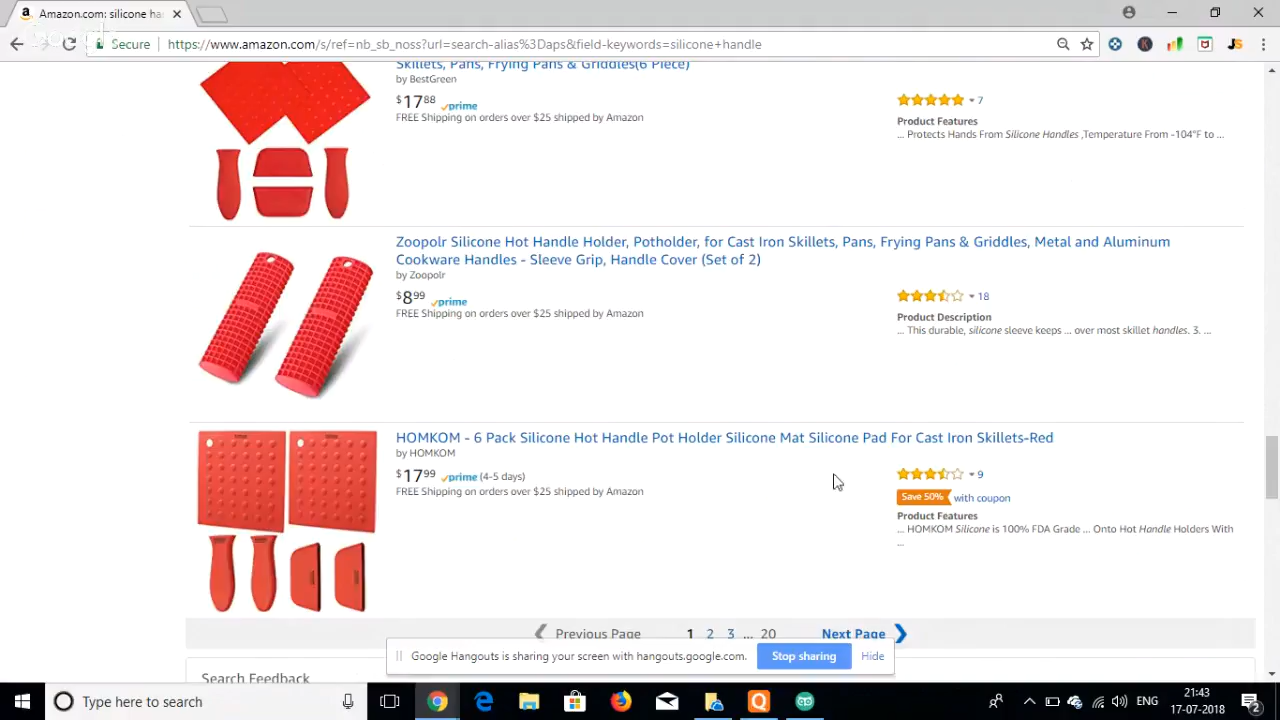 Amazon.com: silicone ha
Secure
https://www.amazon.com/s/ref=nb_sb_noss?url=search-alias%3Daps&field-keywords=silicone+handle
Skillets, Pans, Frying Pans & Griddles(6 Piece)
by BestGreen
$17 88 prime
FREE Shipping on orders over $25 shipped by Amazon
7
Product Features
... Protects Hands From Silicone Handles ,Temperature From -104°F to ...
Zoopolr Silicone Hot Handle Holder, Potholder, for Cast Iron Skillets, Pans, Frying Pans & Griddles, Metal and Aluminum
Cookware Handles - Sleeve Grip, Handle Cover (Set of 2)
by Zoopolr
$8 99 prime
FREE Shipping on orders over $25 shipped by Amazon
18
Product Description
... This durable, silicone sleeve keeps ... over most skillet handles. 3. ...
HOMKOM - 6 Pack Silicone Hot Handle Pot Holder Silicone Mat Silicone Pad For Cast Iron Skillets-Red
by HOMKOM
$17 99 prime (4-5 days)
FREE Shipping on orders over $25 shipped by Amazon
9
Save 50% with coupon
Product Features
... HOMKOM Silicone is 100% FDA Grade ... Onto Hot Handle Holders With
...
Previous Page 1 2 3 ... 20 Next Page
Google Hangouts is sharing your screen with hangouts.google.com. Stop sharing Hide
Search Feedback
Type here to search
ENG
21:43
17-07-2018
2